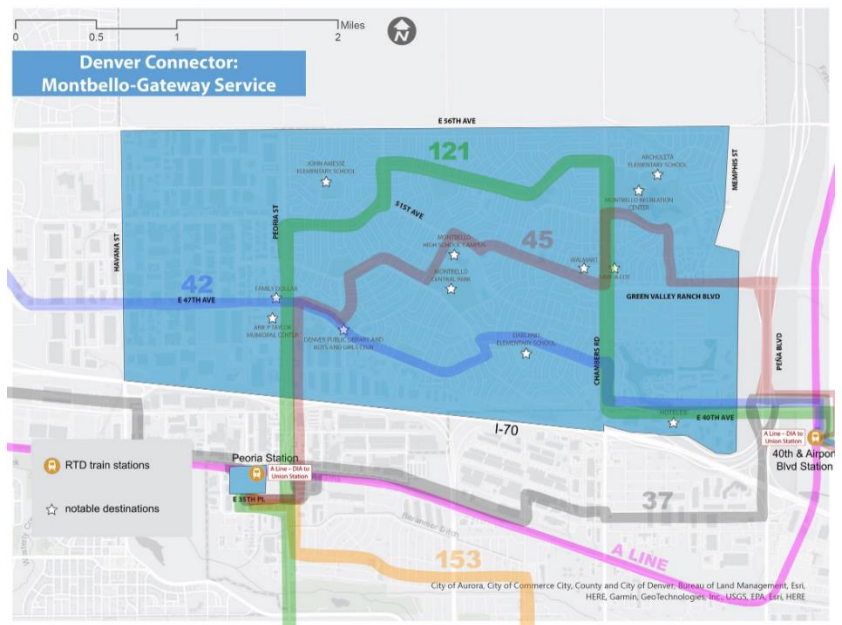 Miles
0
0.5
1
2
N
Denver Connector:
Montbello-Gateway Service
E 56TH AVE
121
JOHN AMESSE
ELEMENTARY SCHOOL
ARCHULETA
ELEMENTARY SCHOOL
MEMPHIS ST
MONTBELLO RECREATION
CENTER
51ST AVE
PEORIA ST
HAVANA ST
MONTBELLO
HIGH SCHOOL CAMPUS
45
WALMART
MONTBELLO
CENTRAL PARK
42
FAMILY DOLLAR
E 47TH AVE
GREEN VALLEY RANCH BLVD
MUNICIPAL CENTER
DENVER PUBLIC LIBRARY AND
BOYS AND GIRLS CLUB
OAKLAND
ELEMENTARY SCHOOL
CHAMBERS RD
PEÑA BLVD
HOTELS
E 40TH AVE
I-70
A Line – DIA to
Union Station
40th & Airport
Blvd Station
Peoria Station
A Line – DIA to
Union Station
E 35TH PL
RTD train stations
notable destinations
37
A LINE
153
City of Aurora, City of Commerce City, County and City of Denver, Bureau of Land Management, Esri,
HERE, Garmin, GeoTechnologies, Inc., USGS, EPA, Esri, HERE